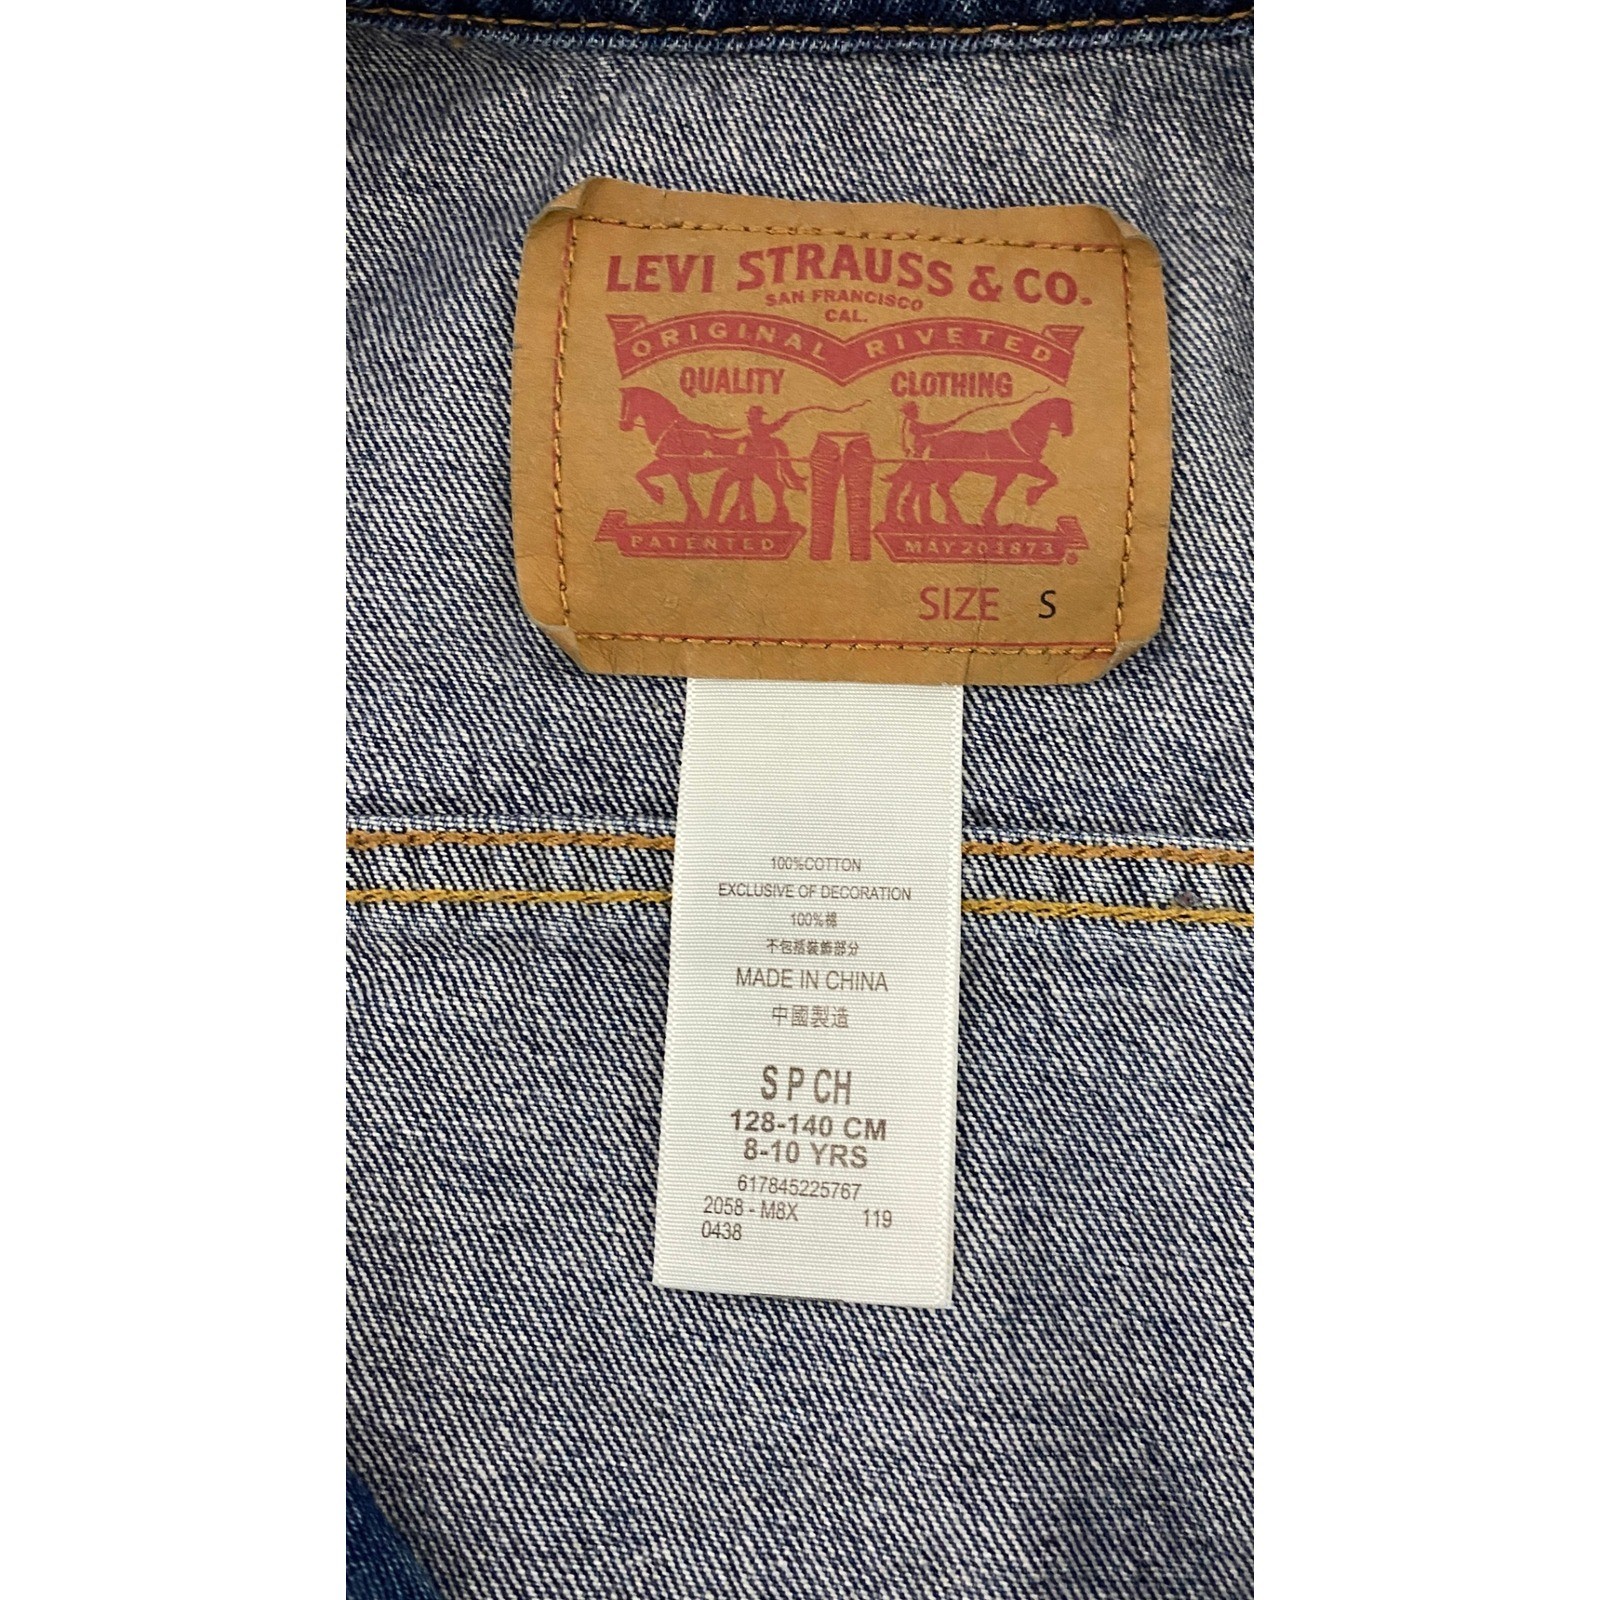 LEVI STRAUSS & CO.
SAN FRANCISCO
CAL.
ORIGINAL RIVETED
QUALITY CLOTHING
PATENTED MAY 20 1873
SIZE S
100%COTTON
EXCLUSIVE OF DECORATION
100%棉
不包括裝飾部分
MADE IN CHINA
中國製造
S P CH
128-140 CM
8-10 YRS
617845225767
2058 - M8X 119
0438